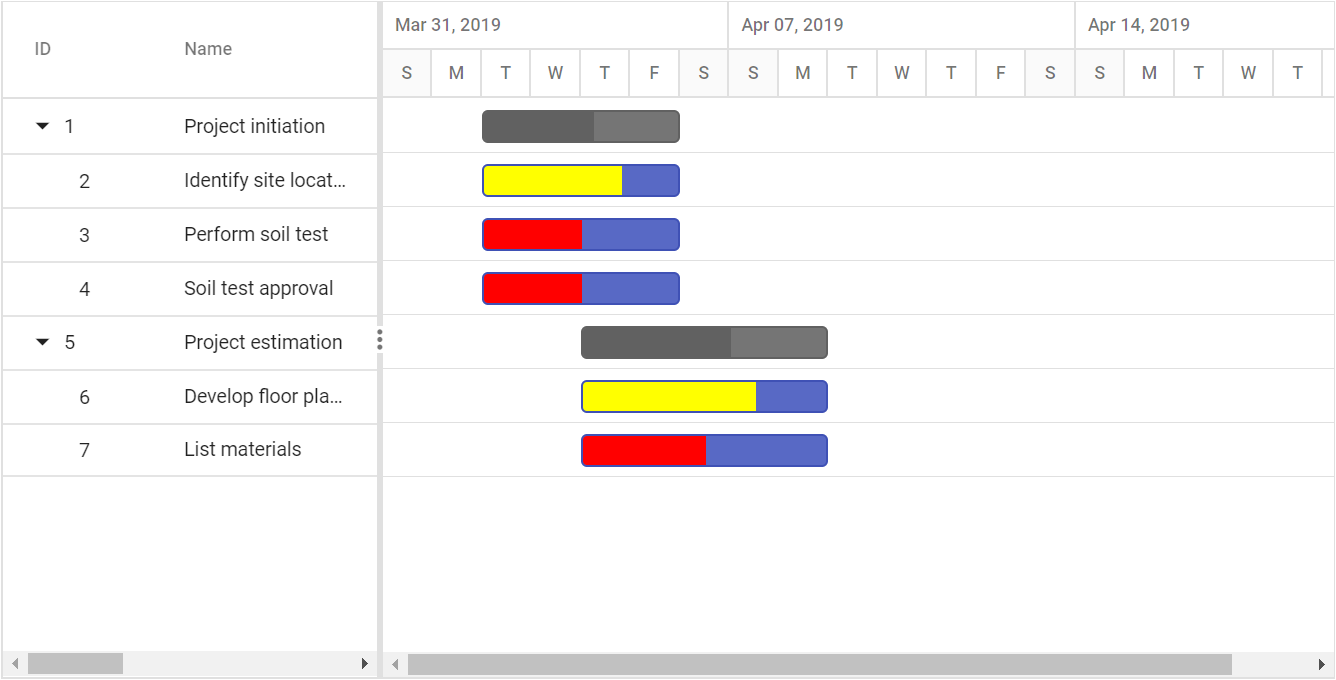 ID Name Mar 31, 2019 Apr 07, 2019 Apr 14, 2019
S M T W T F S S M T W T F S S M T W T
1 Project initiation
2 Identify site locat...
3 Perform soil test
4 Soil test approval
5 Project estimation
6 Develop floor pla...
7 List materials